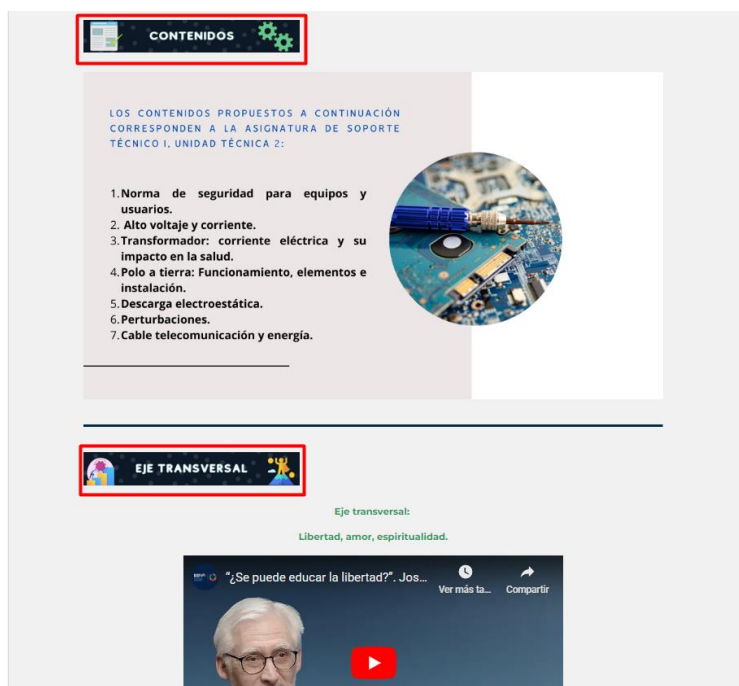 CONTENIDOS
LOS CONTENIDOS PROPUESTOS A CONTINUACIÓN
CORRESPONDEN A LA ASIGNATURA DE SOPORTE
TÉCNICO I, UNIDAD TÉCNICA 2:
1. Norma de seguridad para equipos y
usuarios.
2. Alto voltaje y corriente.
3. Transformador: corriente eléctrica y su
impacto en la salud.
4. Polo a tierra: Funcionamiento, elementos e
instalación.
5. Descarga electroestática.
6. Perturbaciones.
7. Cable telecomunicación y energía.
EJE TRANSVERSAL
Eje transversal:
Libertad, amor, espiritualidad.
"¿Se puede educar la libertad?". Jos...
Ver más ta...
Compartir